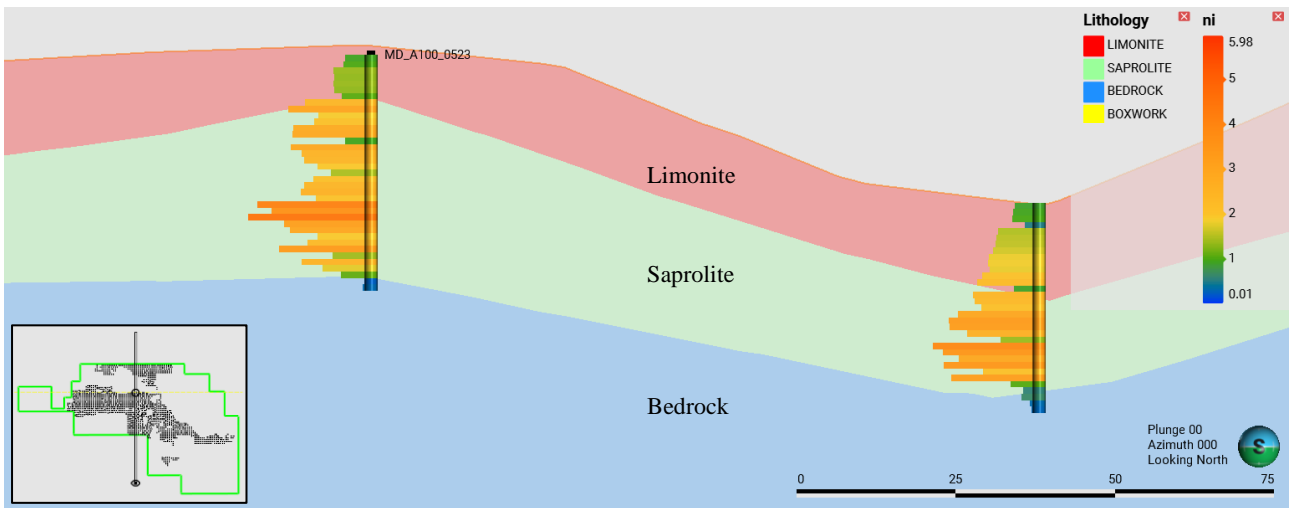 Lithology
LIMONITE
SAPROLITE
BEDROCK
BOXWORK
ni
5.98
5
4
3
2
1
0.01
MD_A100_0523
Limonite
Saprolite
Bedrock
Plunge 00
Azimuth 000
Looking North
S
0 25 50 75